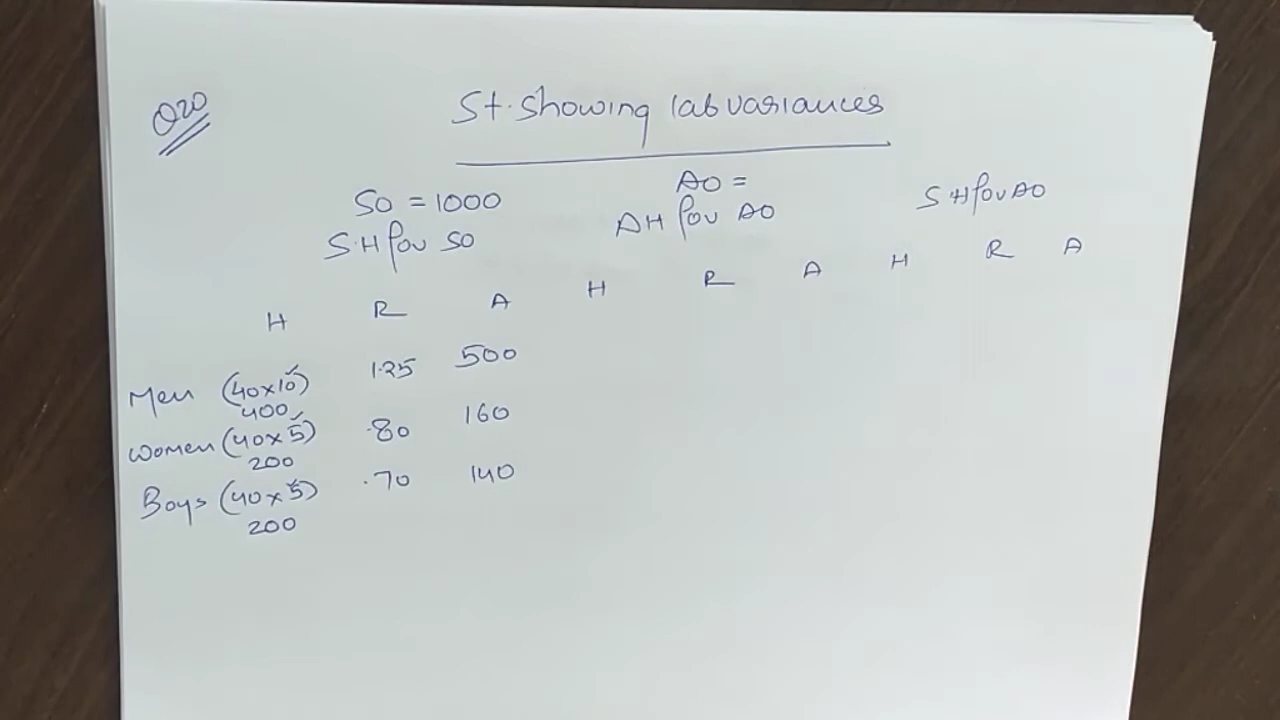 Q20
St. Showing lab variances
SO = 1000
AO =
S.H for SO
AH for AO
S.H for AO
H R A H R A H R A
Men (40x10) 1.25 500
400
Women (40x5) .80 160
200
Boys (40x5) .70 140
200